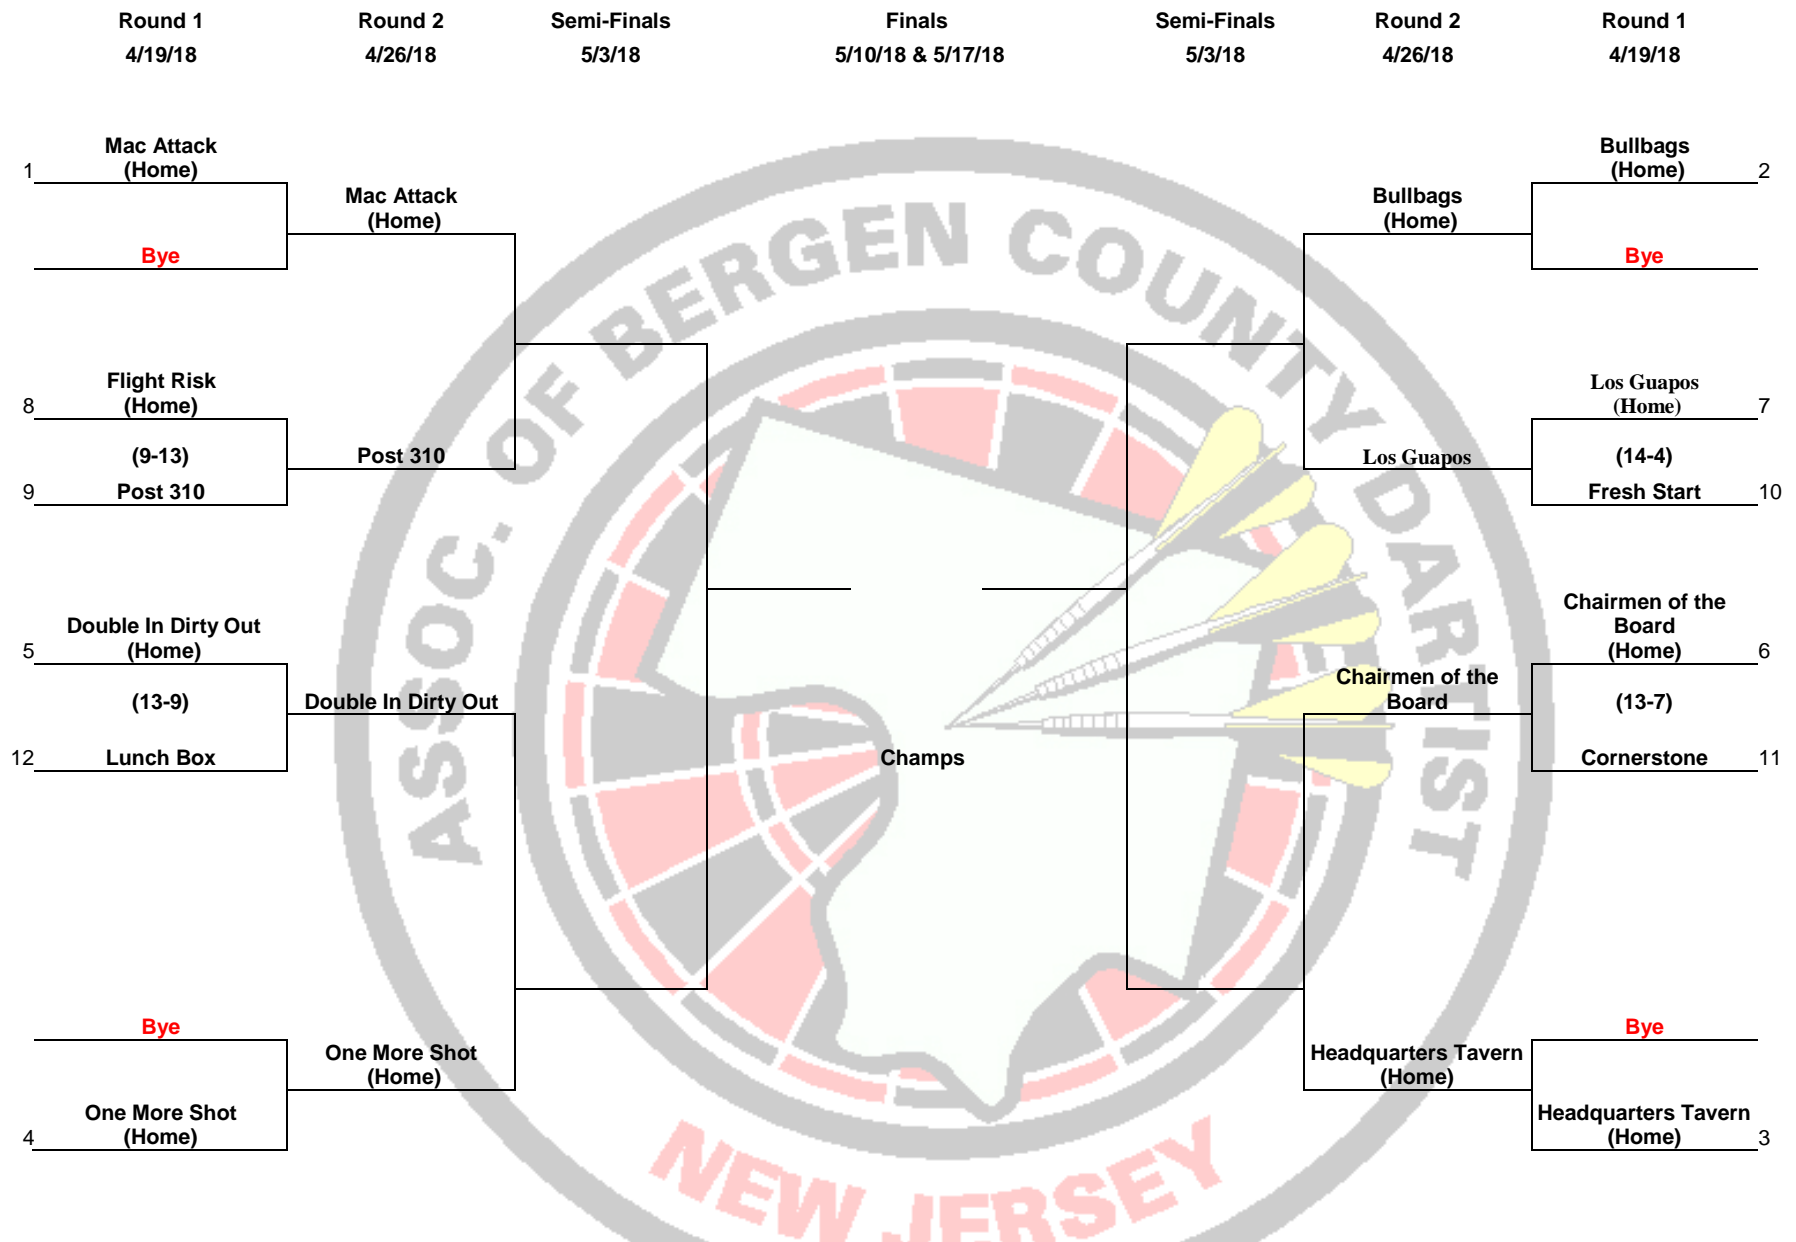 Round 1 Round 2 Semi-Finals Finals Semi-Finals Round 2 Round 1
4/19/18 4/26/18 5/3/18 5/10/18 & 5/17/18 5/3/18 4/26/18 4/19/18
Mac Attack
(Home)
1
Bye
Mac Attack
(Home)
Flight Risk
(Home)
8
(9-13)
9 Post 310
Post 310
Double In Dirty Out
(Home)
5
(13-9)
12 Lunch Box
Double In Dirty Out
Bye
One More Shot
(Home)
4
One More Shot
(Home)
Champs
Bullbags
(Home)
Bullbags
(Home)
2
Bye
Los Guapos
Los Guapos
(Home)
7
(14-4)
Fresh Start 10
Chairmen of the
Board
Chairmen of the
Board
(Home)
6
(13-7)
Cornerstone 11
Headquarters Tavern
(Home)
Bye
Headquarters Tavern
(Home)
3
ASSOC. OF BERGEN COUNTY DARTIST
NEW JERSEY